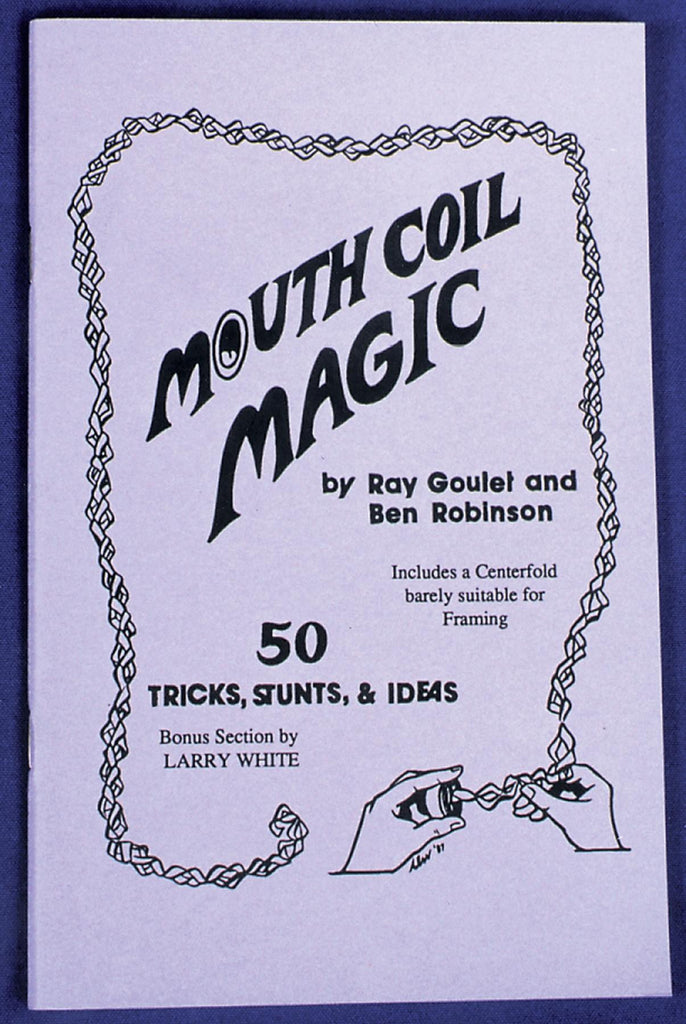 MOUTH COIL
MAGIC
by Ray Goulet and
Ben Robinson
Includes a Centerfold
barely suitable for
Framing
50
TRICKS, STUNTS, & IDEAS
Bonus Section by
LARRY WHITE